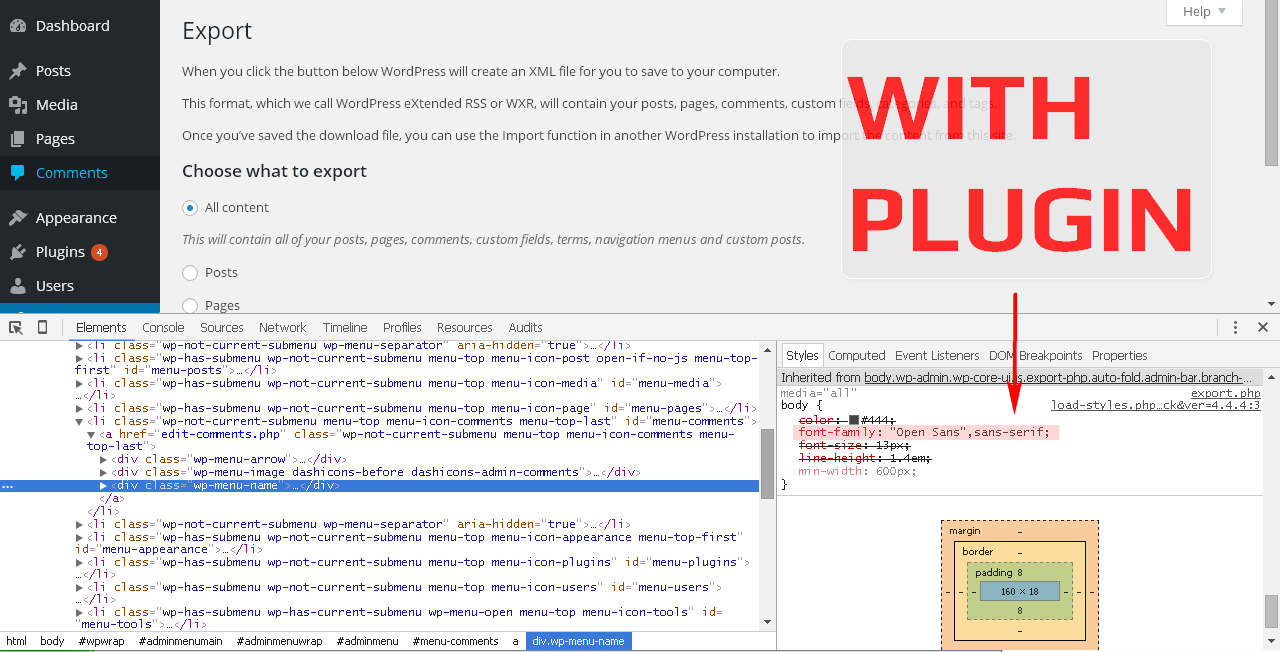 Dashboard
Posts
Media
Pages
Comments
Appearance
Plugins 4
Users
Help
Export
When you click the button below WordPress will create an XML file for you to save to your computer.
This format, which we call WordPress eXtended RSS or WXR, will contain your posts, pages, comments, custom fields, categories, and tags.
Once you've saved the download file, you can use the Import function in another WordPress installation to import the content from this site.
Choose what to export
All content
This will contain all of your posts, pages, comments, custom fields, terms, navigation menus and custom posts.
Posts
Pages
WITH
PLUGIN
Elements Console Sources Network Timeline Profiles Resources Audits
<li class="wp-not-current-submenu wp-menu-separator" aria-hidden="true">…</li>
<li class="wp-has-submenu wp-not-current-submenu menu-top menu-icon-post open-if-no-js menu-top-
first" id="menu-posts">…</li>
<li class="wp-has-submenu wp-not-current-submenu menu-top menu-icon-media" id="menu-media">
…</li>
<li class="wp-has-submenu wp-not-current-submenu menu-top menu-icon-page" id="menu-pages">…</li>
<li class="wp-not-current-submenu menu-top menu-icon-comments menu-top-last" id="menu-comments">
<a href="edit-comments.php" class="wp-not-current-submenu menu-top menu-icon-comments menu-
top-last">
<div class="wp-menu-arrow">…</div>
<div class="wp-menu-image dashicons-before dashicons-admin-comments">…</div>
... <div class="wp-menu-name">…</div>
</a>
</li>
<li class="wp-not-current-submenu wp-menu-separator" aria-hidden="true">…</li>
<li class="wp-has-submenu wp-not-current-submenu menu-top menu-icon-appearance menu-top-first"
id="menu-appearance">…</li>
<li class="wp-has-submenu wp-not-current-submenu menu-top menu-icon-plugins" id="menu-plugins">
…</li>
<li class="wp-has-submenu wp-not-current-submenu menu-top menu-icon-users" id="menu-users">
…</li>
<li class="wp-has-submenu wp-has-current-submenu wp-menu-open menu-top menu-icon-tools" id=
"menu-tools">…</li>
html body #wpwrap #adminmenumain #adminmenuwrap #adminmenu #menu-comments a div.wp-menu-name
Styles Computed Event Listeners DOM Breakpoints Properties
Inherited from body.wp-admin.wp-core-ui.js.export-php.auto-fold.admin-bar.branch-…
media="all" export.php
body { load-styles.php…ck&ver=4.4.4:3
color: #444;
font-family: "Open Sans",sans-serif;
font-size: 13px;
line-height: 1.4em;
min-width: 600px;
}
margin -
border -
padding 8
- - - 160 × 18 - - -
8
-